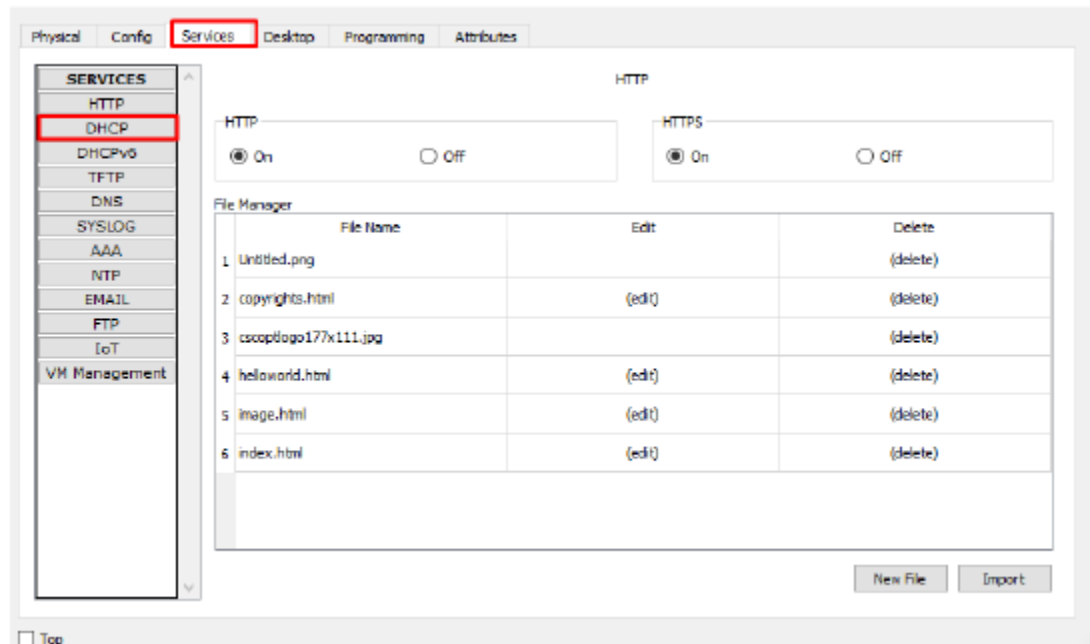 Physical Config Services Desktop Programming Attributes
SERVICES
HTTP
DHCP
DHCPv6
TFTP
DNS
SYSLOG
AAA
NTP
EMAIL
FTP
IoT
VM Management
HTTP
HTTP
On Off
HTTPS
On Off
File Manager
File Name Edit Delete
1 Untitled.png (delete)
2 copyrights.html (edit) (delete)
3 cscoptlogo177x111.jpg (delete)
4 helloworld.html (edit) (delete)
5 image.html (edit) (delete)
6 index.html (edit) (delete)
New File Import
Top